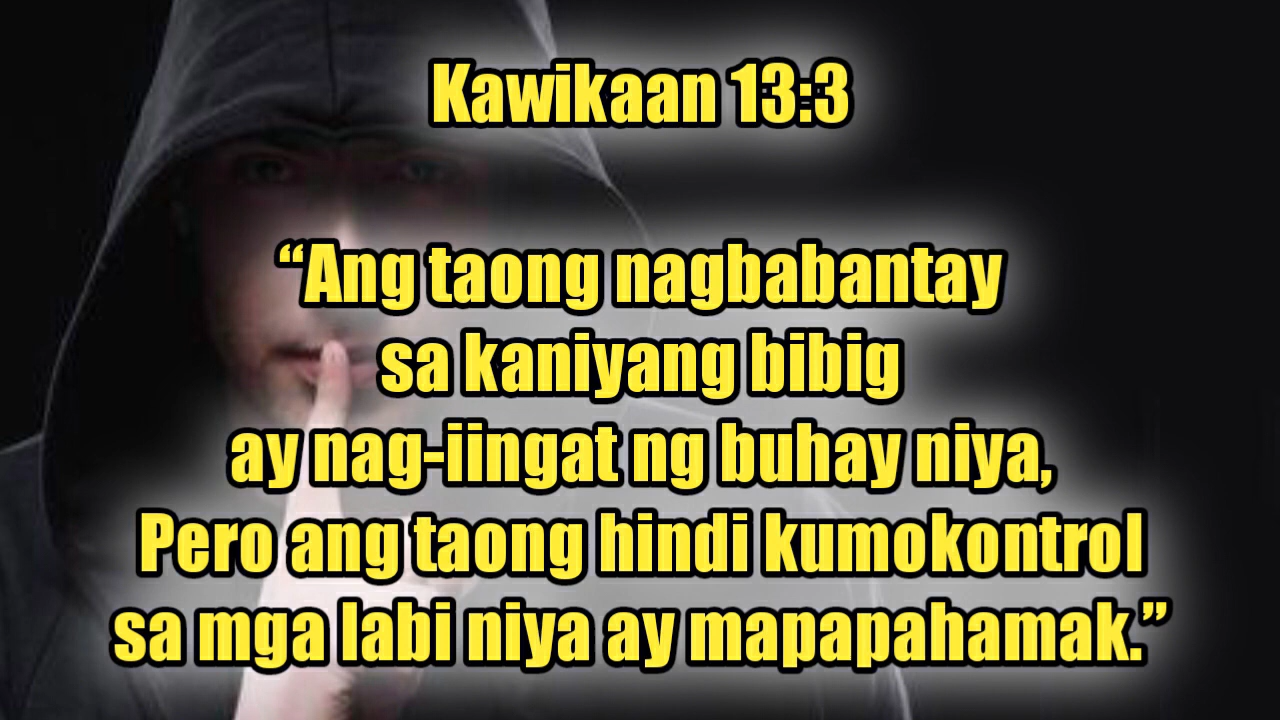 Kawikaan 13:3
“Ang taong nagbabantay
sa kaniyang bibig
ay nag-iingat ng buhay niya,
Pero ang taong hindi kumokontrol
sa mga labi niya ay mapapahamak.”